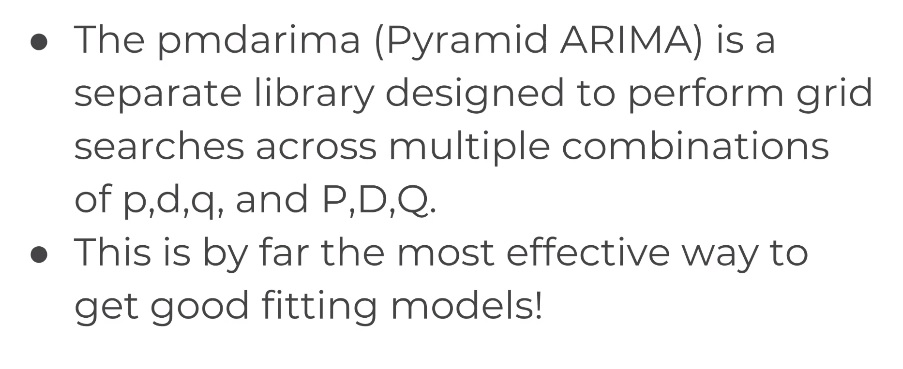 ● The pmdarima (Pyramid ARIMA) is a
separate library designed to perform grid
searches across multiple combinations
of p,d,q, and P,D,Q.
● This is by far the most effective way to
get good fitting models!